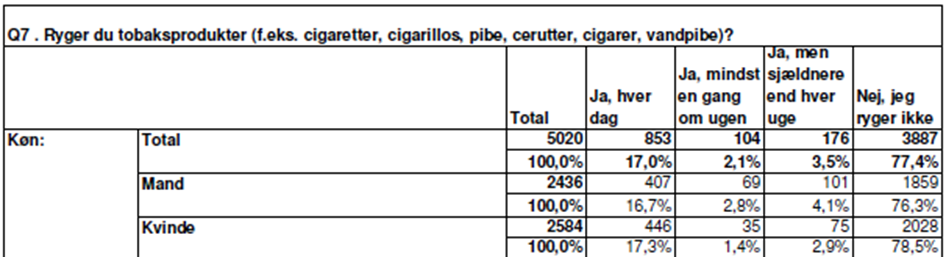 Q7 . Ryger du tobaksprodukter (f.eks. cigaretter, cigarillos, pibe, cerutter, cigarer, vandpibe)?
Total Ja, hver dag Ja, mindst en gang om ugen Ja, men sjældnere end hver uge Nej, jeg ryger ikke
Køn: Total 5020 853 104 176 3887
100,0% 17,0% 2,1% 3,5% 77,4%
Mand 2436 407 69 101 1859
100,0% 16,7% 2,8% 4,1% 76,3%
Kvinde 2584 446 35 75 2028
100,0% 17,3% 1,4% 2,9% 78,5%